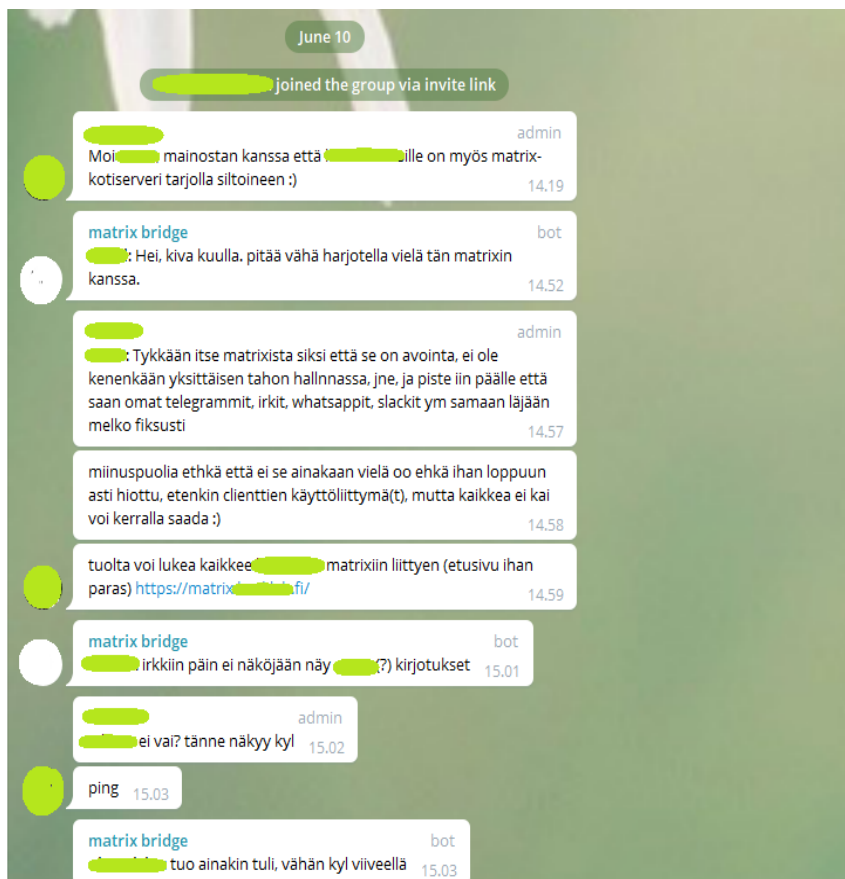 June 10
joined the group via invite link
admin
Moi mainostan kanssa että ille on myös matrix-
kotiserveri tarjolla siltoineen :)
14.19
matrix bridge bot
: Hei, kiva kuulla. pitää vähä harjotella vielä tän matrixin
kanssa.
14.52
admin
: Tykkään itse matrixista siksi että se on avointa, ei ole
kenenkään yksittäisen tahon hallnnassa, jne, ja piste iin päälle että
saan omat telegrammit, irkit, whatsappit, slackit ym samaan läjään
melko fiksusti
14.57
miinuspuolia ethkä että ei se ainakaan vielä oo ehkä ihan loppuun
asti hiottu, etenkin clienttien käyttöliittymä(t), mutta kaikkea ei kai
voi kerralla saada :)
14.58
tuolta voi lukea kaikkee matrixiin liittyen (etusivu ihan
paras) https://matrix .fi/
14.59
matrix bridge bot
irkkiin päin ei näköjään näy (?) kirjotukset 15.01
admin
ei vai? tänne näkyy kyl 15.02
ping 15.03
matrix bridge bot
tuo ainakin tuli, vähän kyl viiveellä 15.03